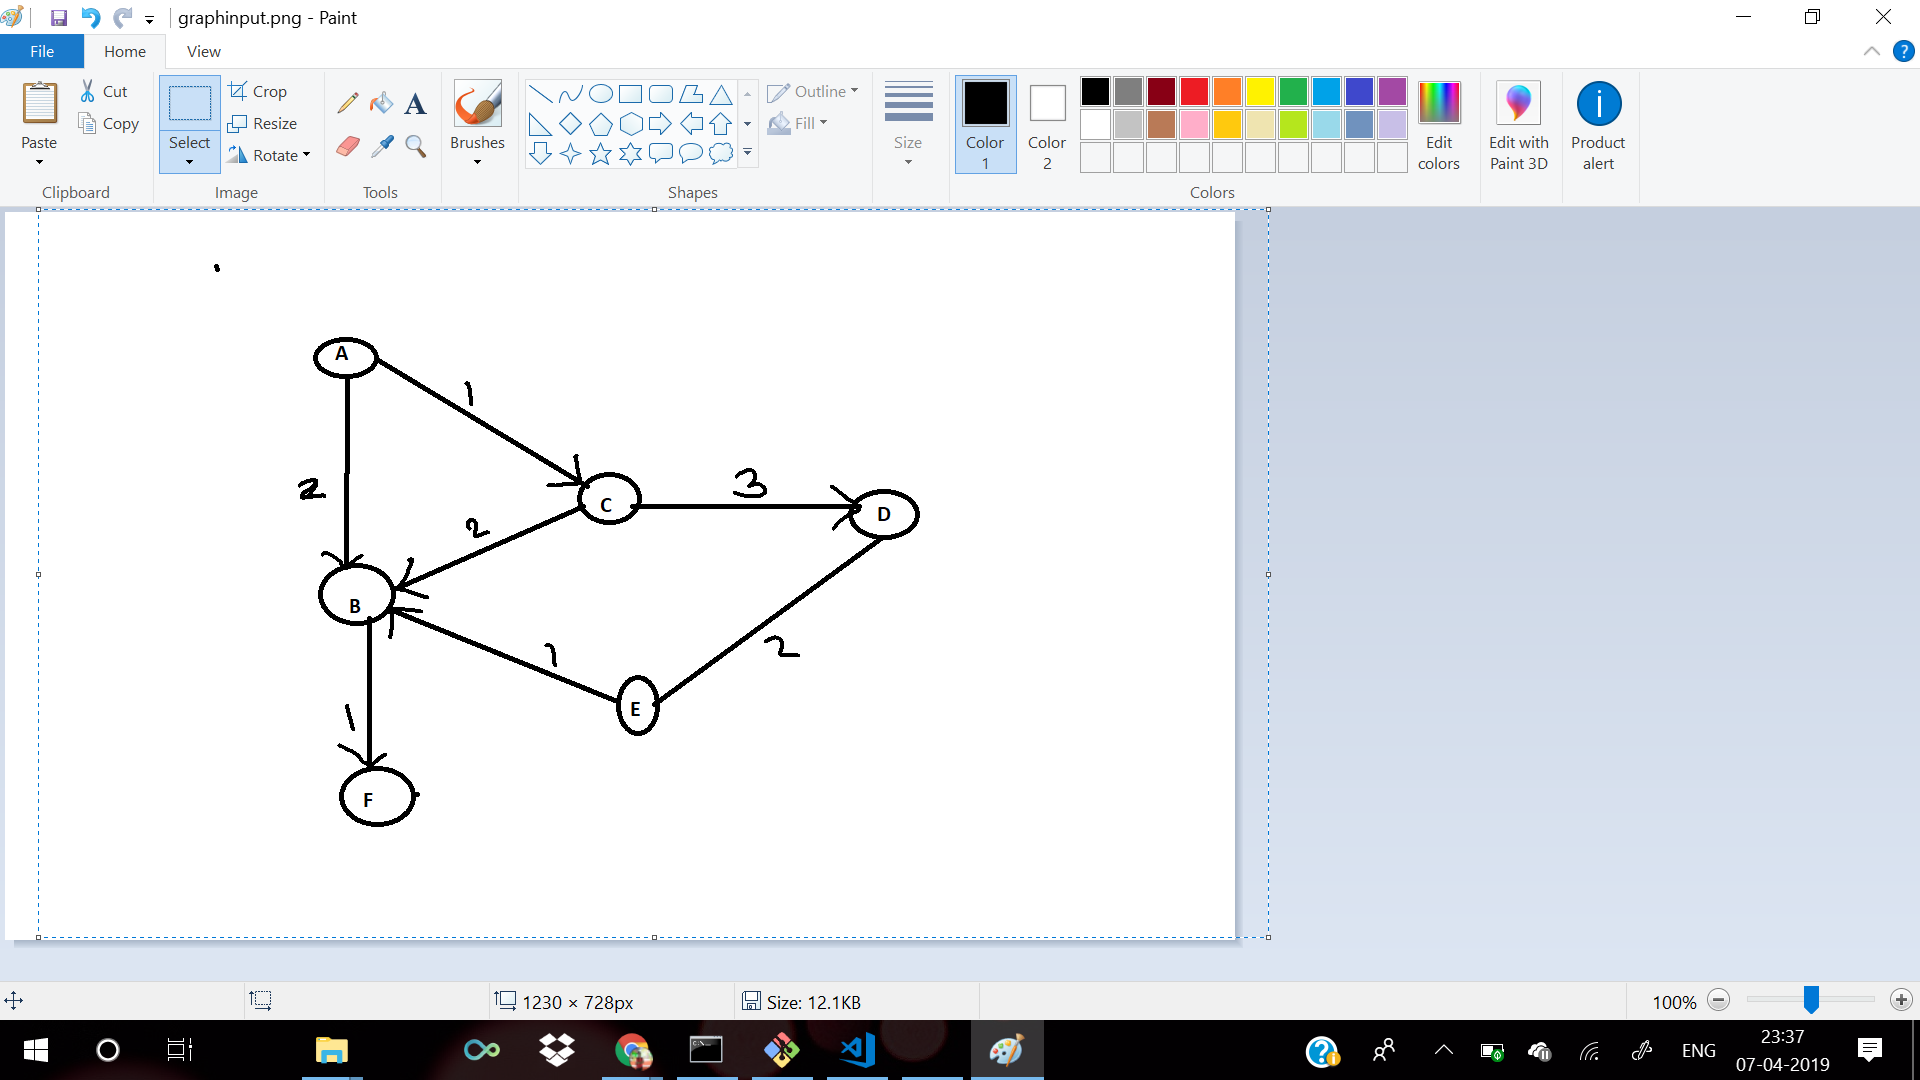 graphinput.png - Paint
File Home View
Paste
Cut
Copy
Clipboard
Select
Crop
Resize
Rotate
Image
A
Tools
Brushes
Shapes
Outline
Fill
Size
Color 1
Color 2
Colors
Edit colors
Edit with Paint 3D
Product alert
A
1
2
C
3
D
2
B
1
2
E
1
F
1230 × 728px
Size: 12.1KB
100%
ENG
23:37
07-04-2019